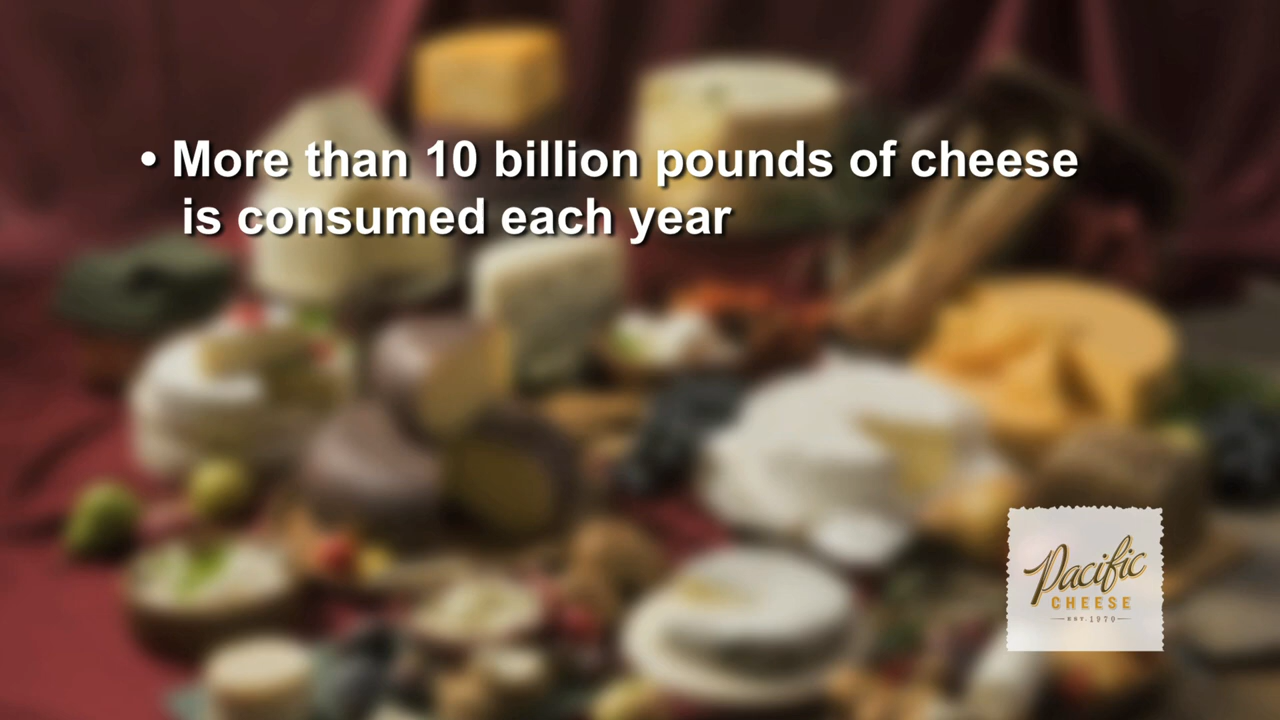 • More than 10 billion pounds of cheese
is consumed each year
Pacific
CHEESE
EST. 1970